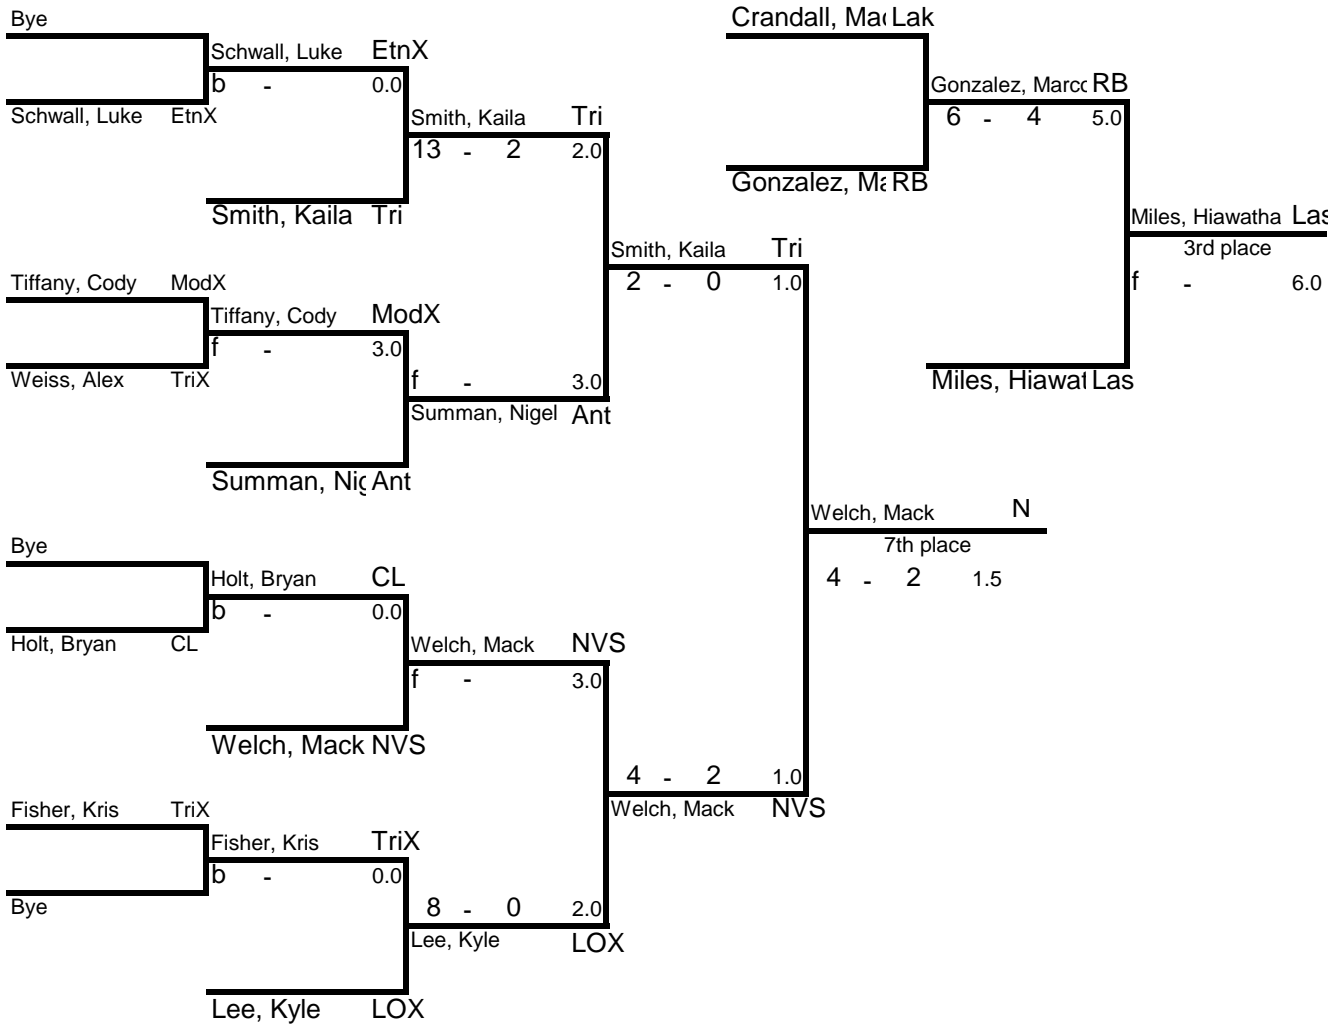 Bye
Schwall, Luke EtnX
b - 0.0
Schwall, Luke EtnX
Smith, Kaila Tri
13 - 2 2.0
Smith, Kaila Tri
Smith, Kaila Tri
2 - 0 1.0
Tiffany, Cody ModX
Tiffany, Cody ModX
f - 3.0
Weiss, Alex TriX
f - 3.0
Summan, Nigel Ant
Summan, Nig Ant
Welch, Mack N
7th place
4 - 2 1.5
Bye
Holt, Bryan CL
b - 0.0
Holt, Bryan CL
Welch, Mack NVS
f - 3.0
Welch, Mack NVS
4 - 2 1.0
Welch, Mack NVS
Fisher, Kris TriX
Fisher, Kris TriX
b - 0.0
Bye
8 - 0 2.0
Lee, Kyle LOX
Lee, Kyle LOX
Crandall, Mac Lak
Gonzalez, Marco RB
6 - 4 5.0
Gonzalez, Ma RB
Miles, Hiawatha Las
3rd place
f - 6.0
Miles, Hiawat Las